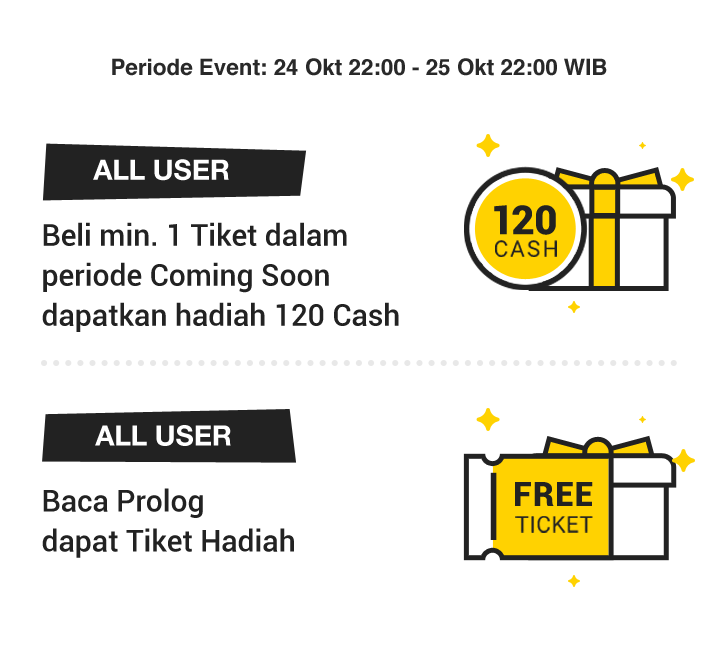 Periode Event: 24 Okt 22:00 - 25 Okt 22:00 WIB
ALL USER
Beli min. 1 Tiket dalam
periode Coming Soon
dapatkan hadiah 120 Cash
120
CASH
ALL USER
Baca Prolog
dapat Tiket Hadiah
FREE
TICKET